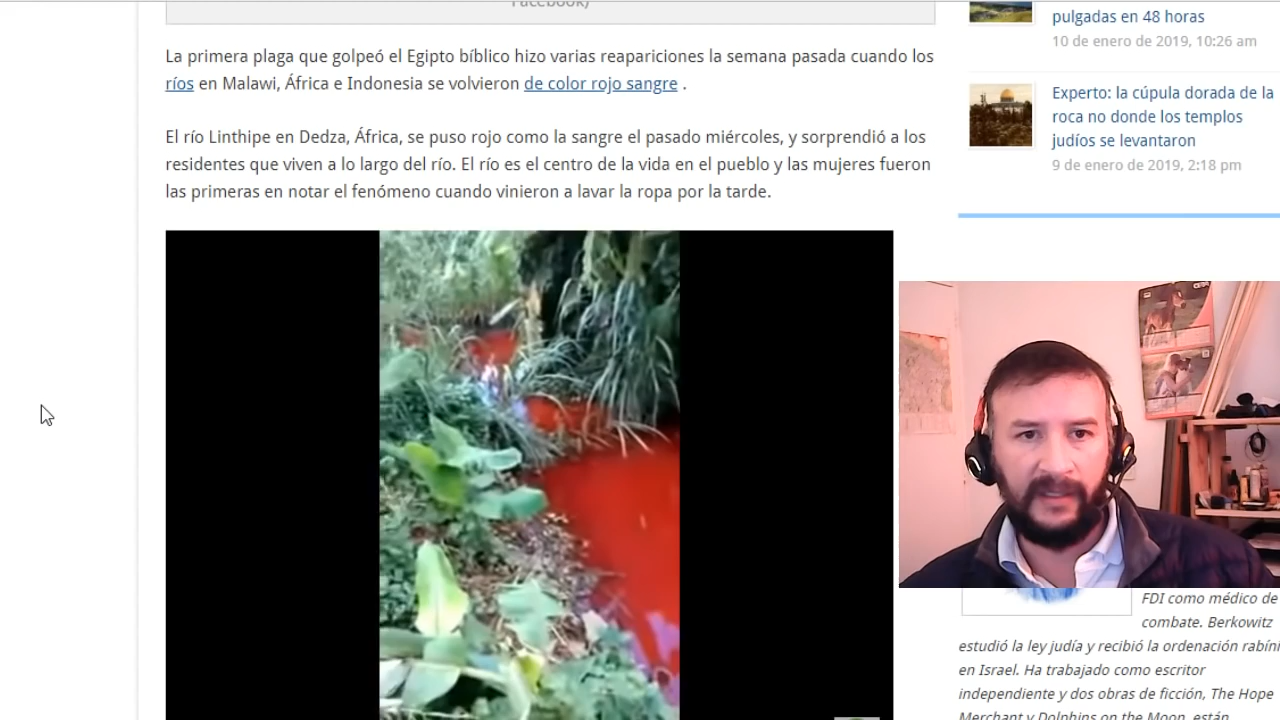 Facebook)
La primera plaga que golpeó el Egipto bíblico hizo varias reapariciones la semana pasada cuando los
ríos en Malawi, África e Indonesia se volvieron de color rojo sangre .
El río Linthipe en Dedza, África, se puso rojo como la sangre el pasado miércoles, y sorprendió a los
residentes que viven a lo largo del río. El río es el centro de la vida en el pueblo y las mujeres fueron
las primeras en notar el fenómeno cuando vinieron a lavar la ropa por la tarde.
pulgadas en 48 horas
10 de enero de 2019, 10:26 am
Experto: la cúpula dorada de la
roca no donde los templos
judíos se levantaron
9 de enero de 2019, 2:18 pm
FDI como médico de
combate. Berkowitz
estudió la ley judía y recibió la ordenación
en Israel. Ha trabajado como escritor
independiente y dos obras de ficción, The Hope
Merchant y Dolphins on the Moon, están